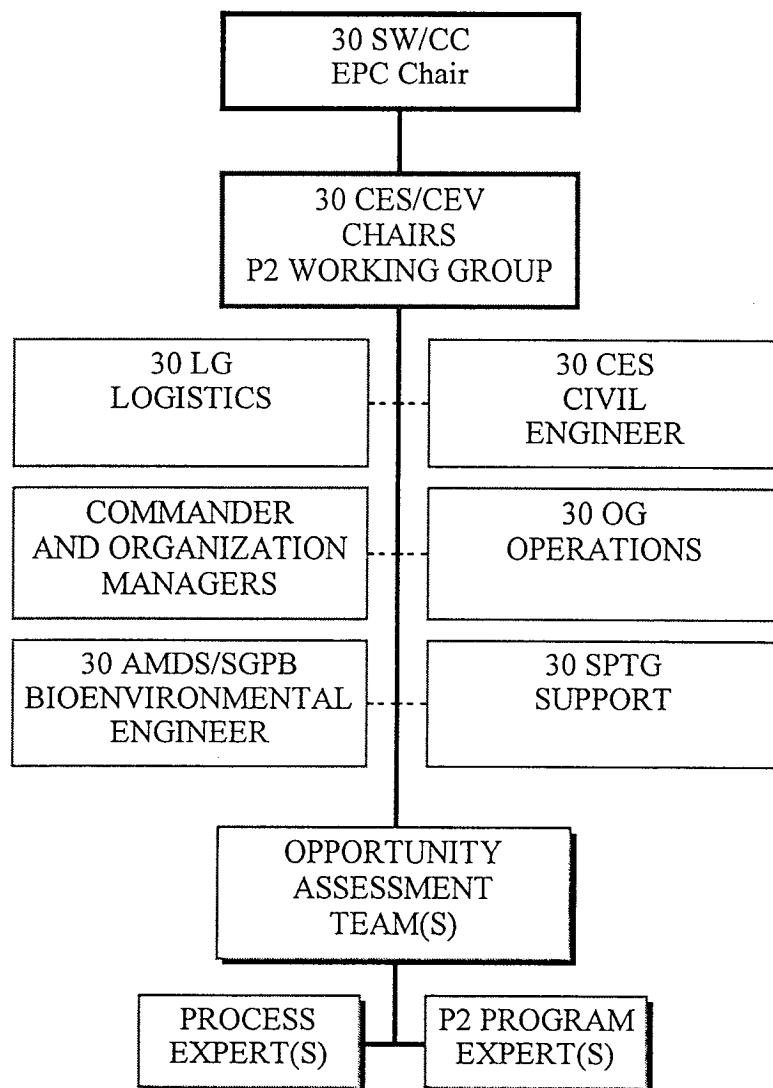 30 SW/CC
EPC Chair
30 CES/CEV
CHAIRS
P2 WORKING GROUP
30 LG
LOGISTICS
30 CES
CIVIL
ENGINEER
COMMANDER
AND ORGANIZATION
MANAGERS
30 OG
OPERATIONS
30 AMDS/SGPB
BIOENVIRONMENTAL
ENGINEER
30 SPTG
SUPPORT
OPPORTUNITY
ASSESSMENT
TEAM(S)
PROCESS
EXPERT(S)
P2 PROGRAM
EXPERT(S)